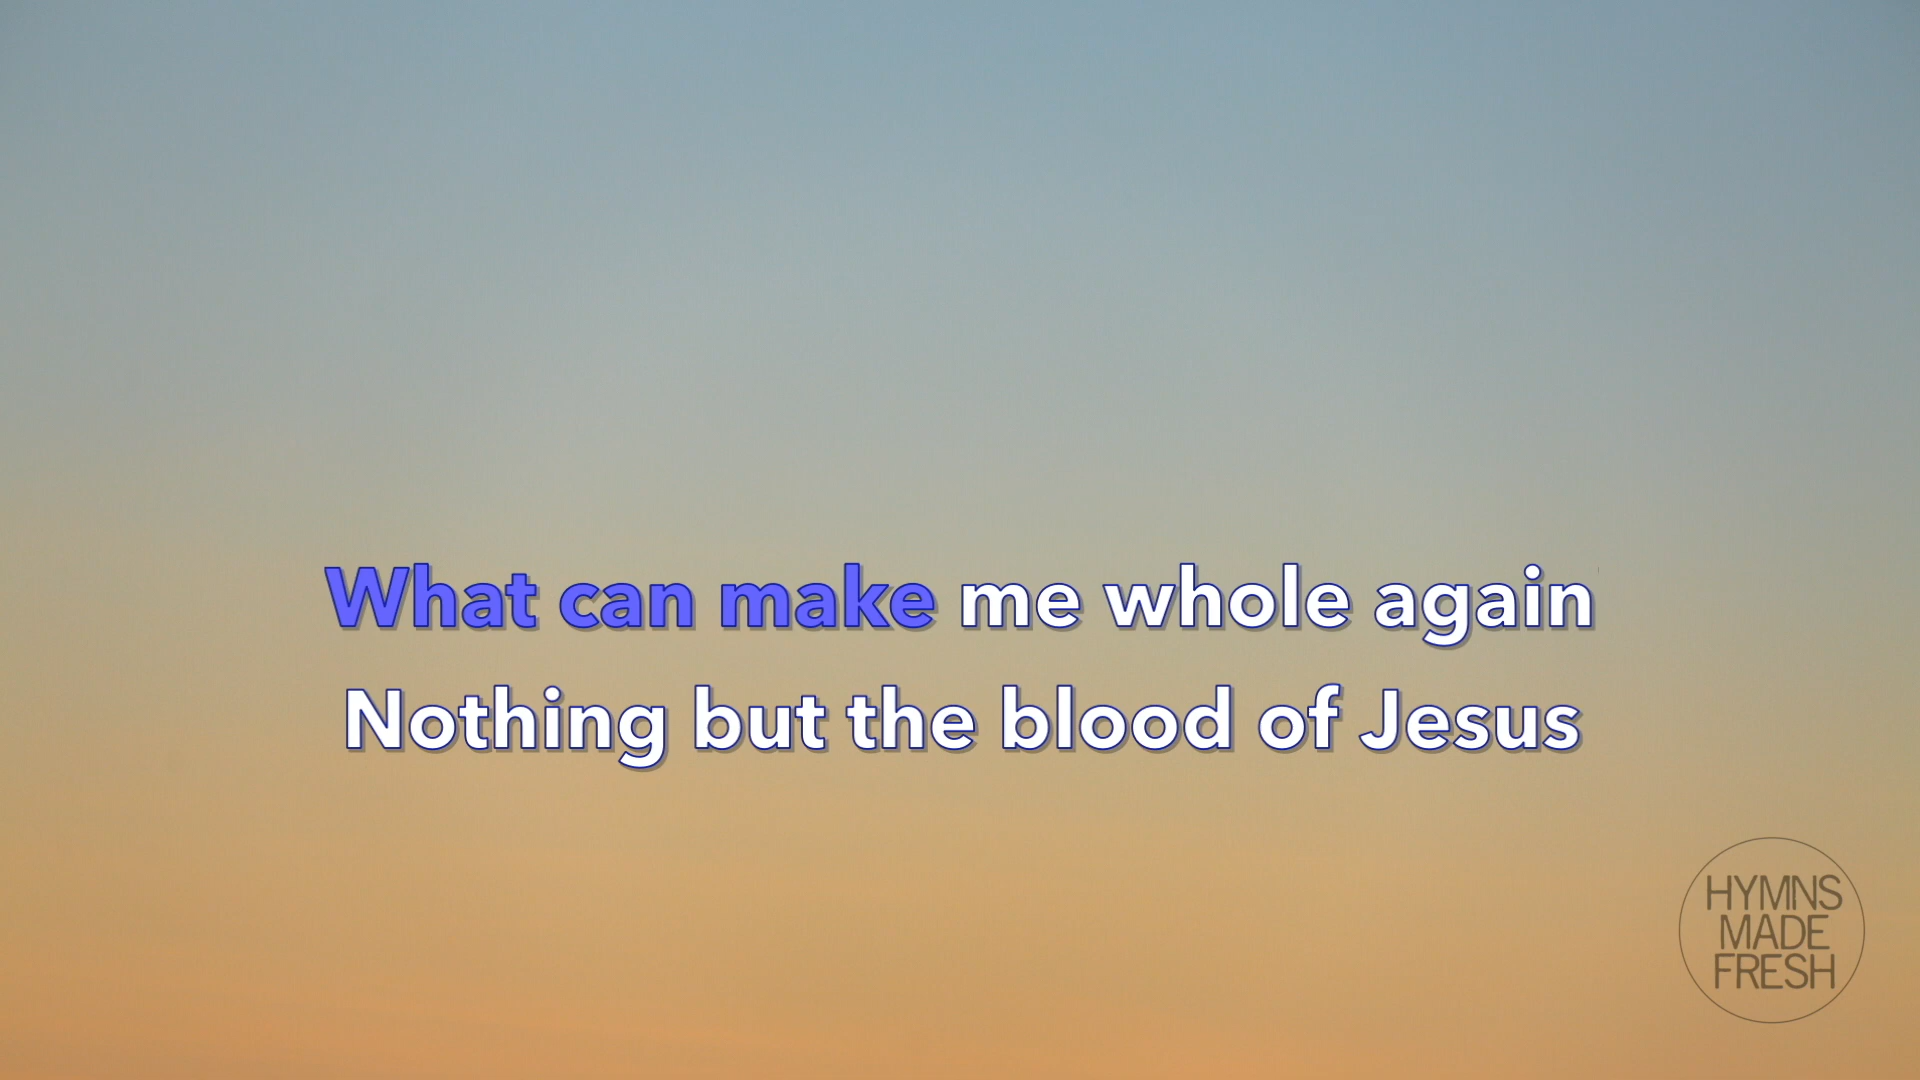 What can make me whole again
Nothing but the blood of Jesus
HYMNS
MADE
FRESH